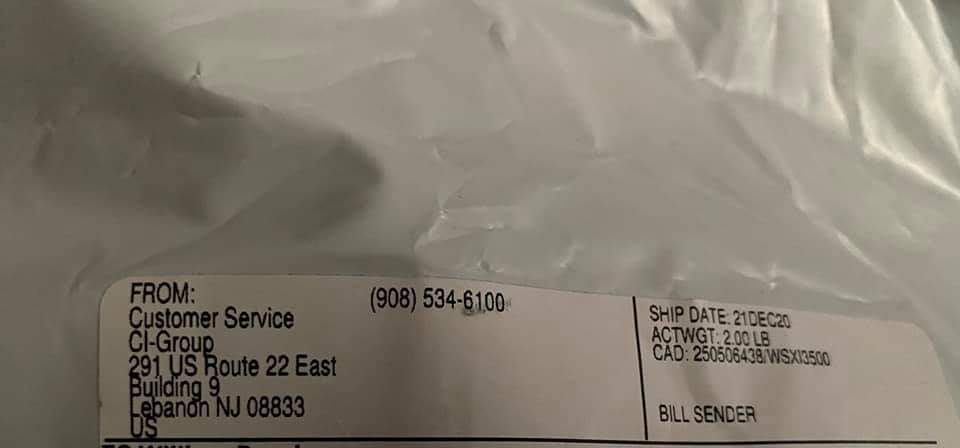 FROM: (908) 534-6100
Customer Service
CI-Group
291 US Route 22 East
Building 9
Lebanon NJ 08833
US
SHIP DATE: 21DEC20
ACTWGT: 2.00 LB
CAD: 250506438/WSXI3500
BILL SENDER